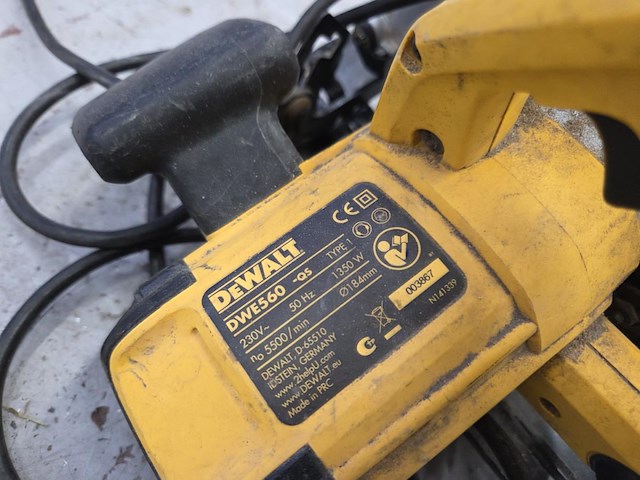 DEWALT
DWE560 -QS TYPE 1
230V~ 50 Hz 1350 W
n₀ 5500/min Ø184mm
DEWALT, D-65510
IDSTEIN, GERMANY
www.2helpU.com
www.DEWALT.eu
Made in PRC
CE
003867
N141339